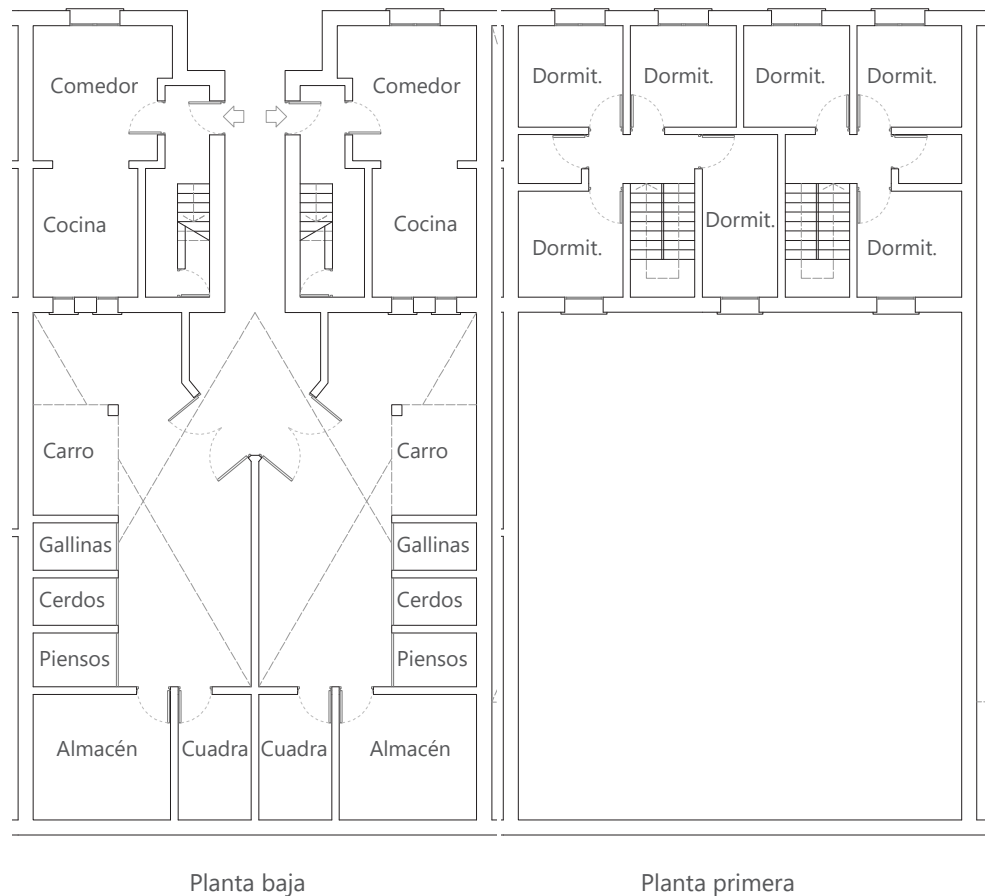 Comedor
Comedor
Dormit.
Dormit.
Dormit.
Dormit.
Cocina
Cocina
Dormit.
Dormit.
Dormit.
Carro
Carro
Gallinas
Gallinas
Cerdos
Cerdos
Piensos
Piensos
Almacén
Cuadra
Cuadra
Almacén
Planta baja
Planta primera